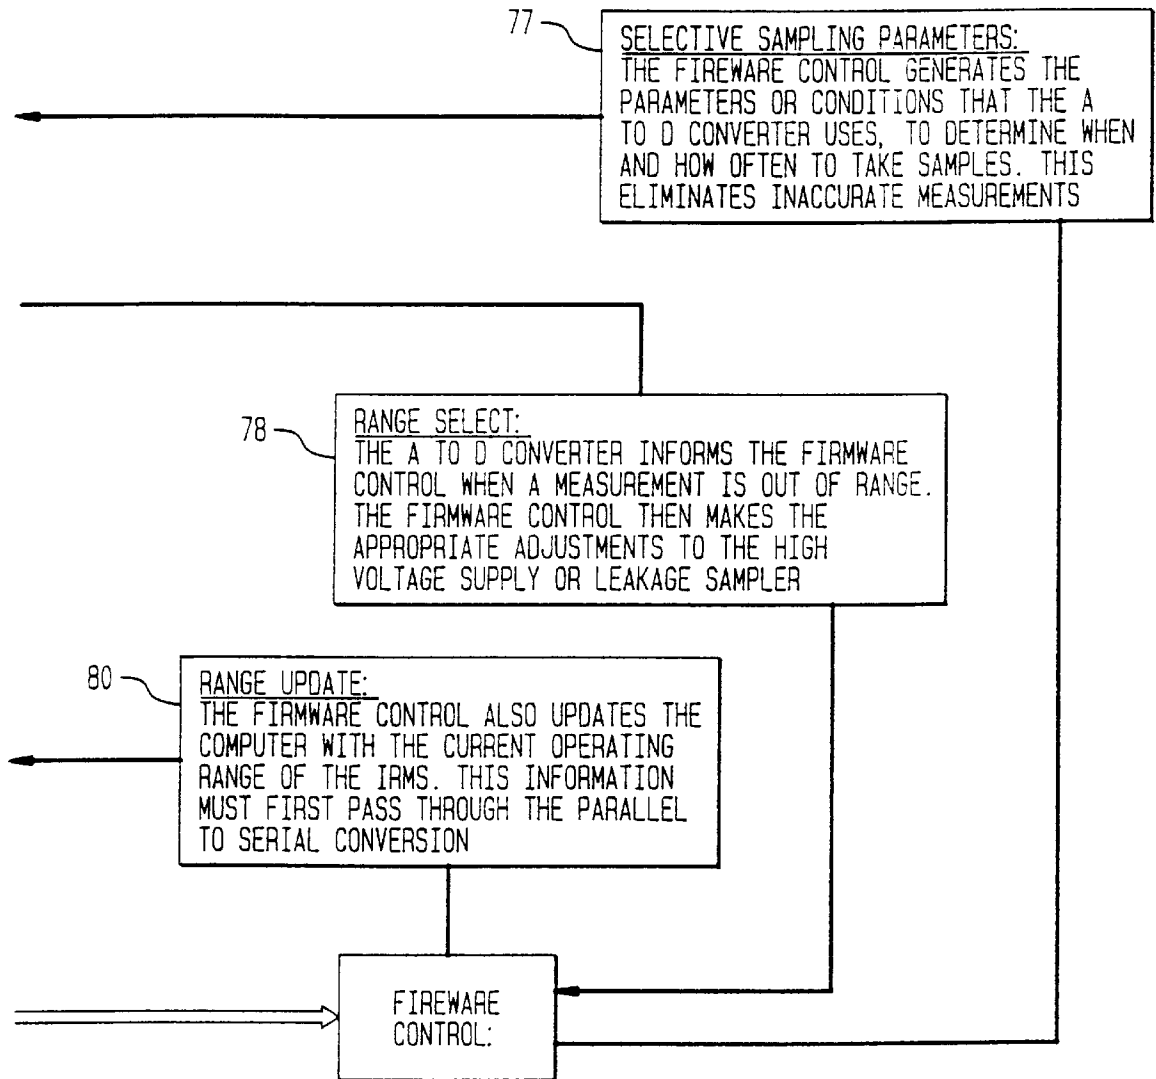 77
SELECTIVE SAMPLING PARAMETERS:
THE FIREWARE CONTROL GENERATES THE
PARAMETERS OR CONDITIONS THAT THE A
TO D CONVERTER USES, TO DETERMINE WHEN
AND HOW OFTEN TO TAKE SAMPLES. THIS
ELIMINATES INACCURATE MEASUREMENTS
78
RANGE SELECT:
THE A TO D CONVERTER INFORMS THE FIRMWARE
CONTROL WHEN A MEASUREMENT IS OUT OF RANGE.
THE FIRMWARE CONTROL THEN MAKES THE
APPROPRIATE ADJUSTMENTS TO THE HIGH
VOLTAGE SUPPLY OR LEAKAGE SAMPLER
80
RANGE UPDATE:
THE FIRMWARE CONTROL ALSO UPDATES THE
COMPUTER WITH THE CURRENT OPERATING
RANGE OF THE IRMS. THIS INFORMATION
MUST FIRST PASS THROUGH THE PARALLEL
TO SERIAL CONVERSION
FIREWARE
CONTROL: